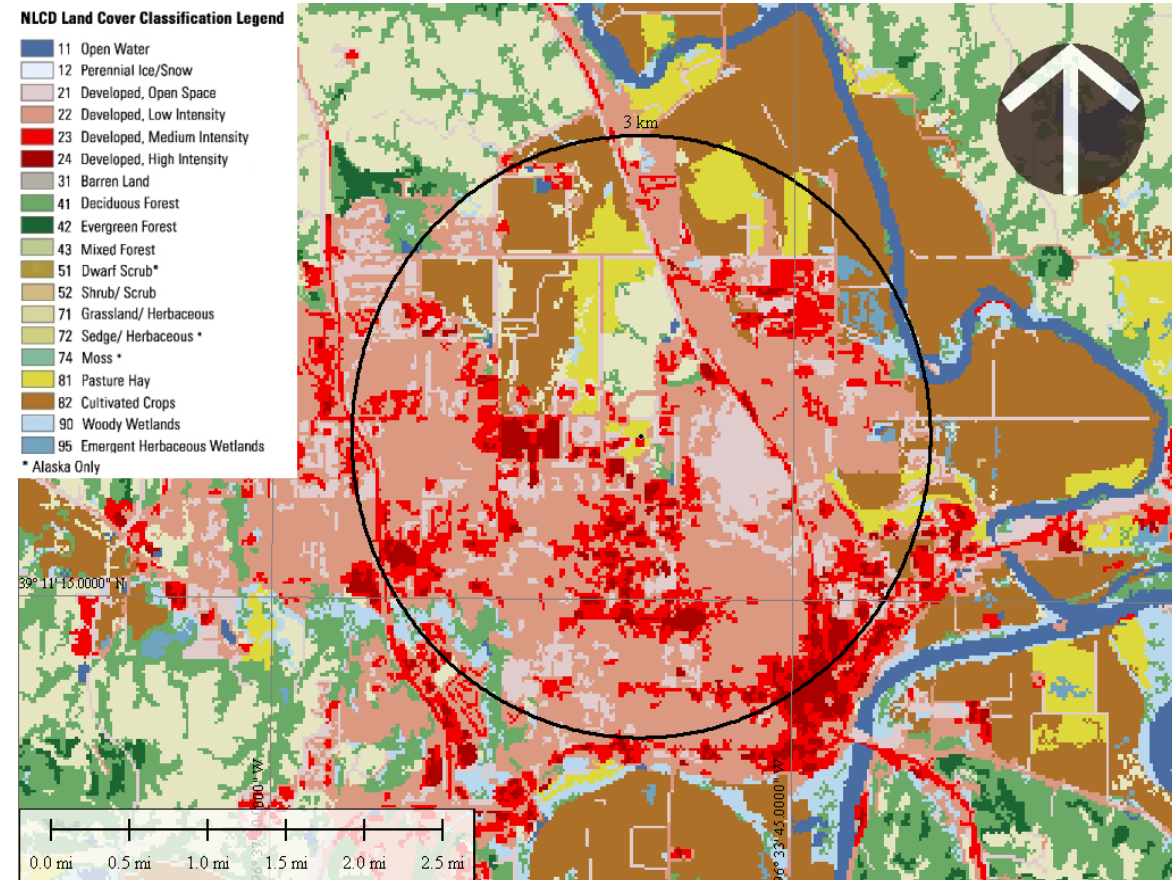 NLCD Land Cover Classification Legend
11 Open Water
12 Perennial Ice/Snow
21 Developed, Open Space
22 Developed, Low Intensity
23 Developed, Medium Intensity
24 Developed, High Intensity
31 Barren Land
41 Deciduous Forest
42 Evergreen Forest
43 Mixed Forest
51 Dwarf Scrub*
52 Shrub/ Scrub
71 Grassland/ Herbaceous
72 Sedge/ Herbaceous *
74 Moss *
81 Pasture Hay
82 Cultivated Crops
90 Woody Wetlands
95 Emergent Herbaceous Wetlands
* Alaska Only
3 km
39° 11' 15.0000" N
96° 33' 45.0000" W
0.0 mi 0.5 mi 1.0 mi 1.5 mi 2.0 mi 2.5 mi